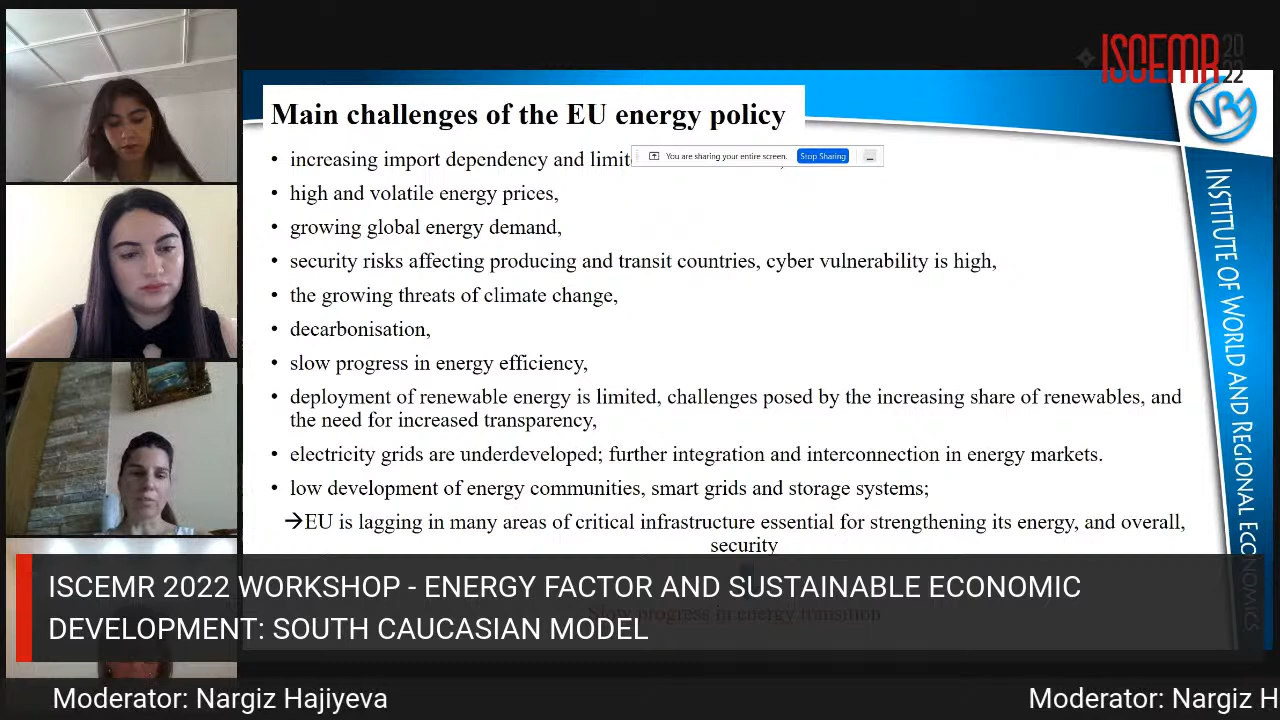 ISCEMR 20
22
Main challenges of the EU energy policy
• increasing import dependency and
You are sharing your entire screen. Stop Sharing
• high and volatile energy prices,
• growing global energy demand,
• security risks affecting producing and transit countries, cyber vulnerability is high,
• the growing threats of climate change,
• decarbonisation,
• slow progress in energy efficiency,
• deployment of renewable energy is limited, challenges posed by the increasing share of renewables, and
the need for increased transparency,
• electricity grids are underdeveloped; further integration and interconnection in energy markets.
• low development of energy communities, smart grids and storage systems;
→EU is lagging in many areas of critical infrastructure essential for strengthening its energy, and overall,
security
Slow progress in energy transition
INSTITUTE OF WORLD AND REGIONAL ECONOMICS
ISCEMR 2022 WORKSHOP - ENERGY FACTOR AND SUSTAINABLE ECONOMIC
DEVELOPMENT: SOUTH CAUCASIAN MODEL
Moderator: Nargiz Hajiyeva Moderator: Nargiz H